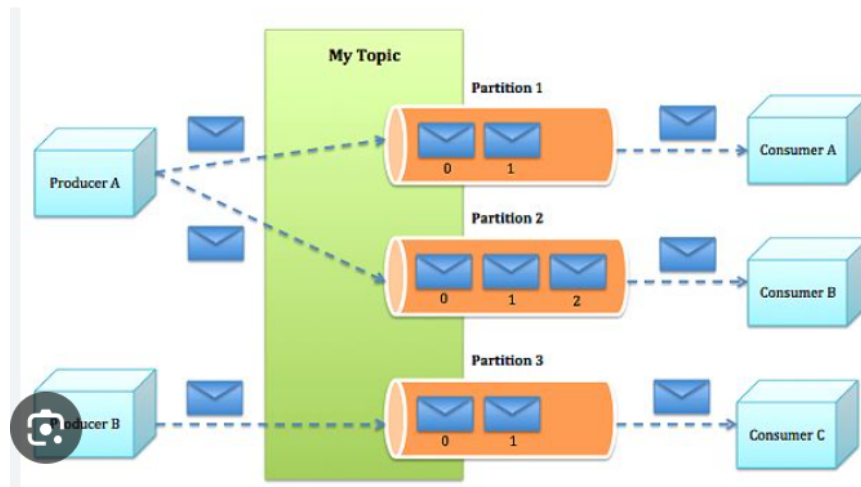 My Topic
Partition 1
0 1
Producer A
Consumer A
Partition 2
0 1 2
Consumer B
Partition 3
0 1
Producer B
Consumer C